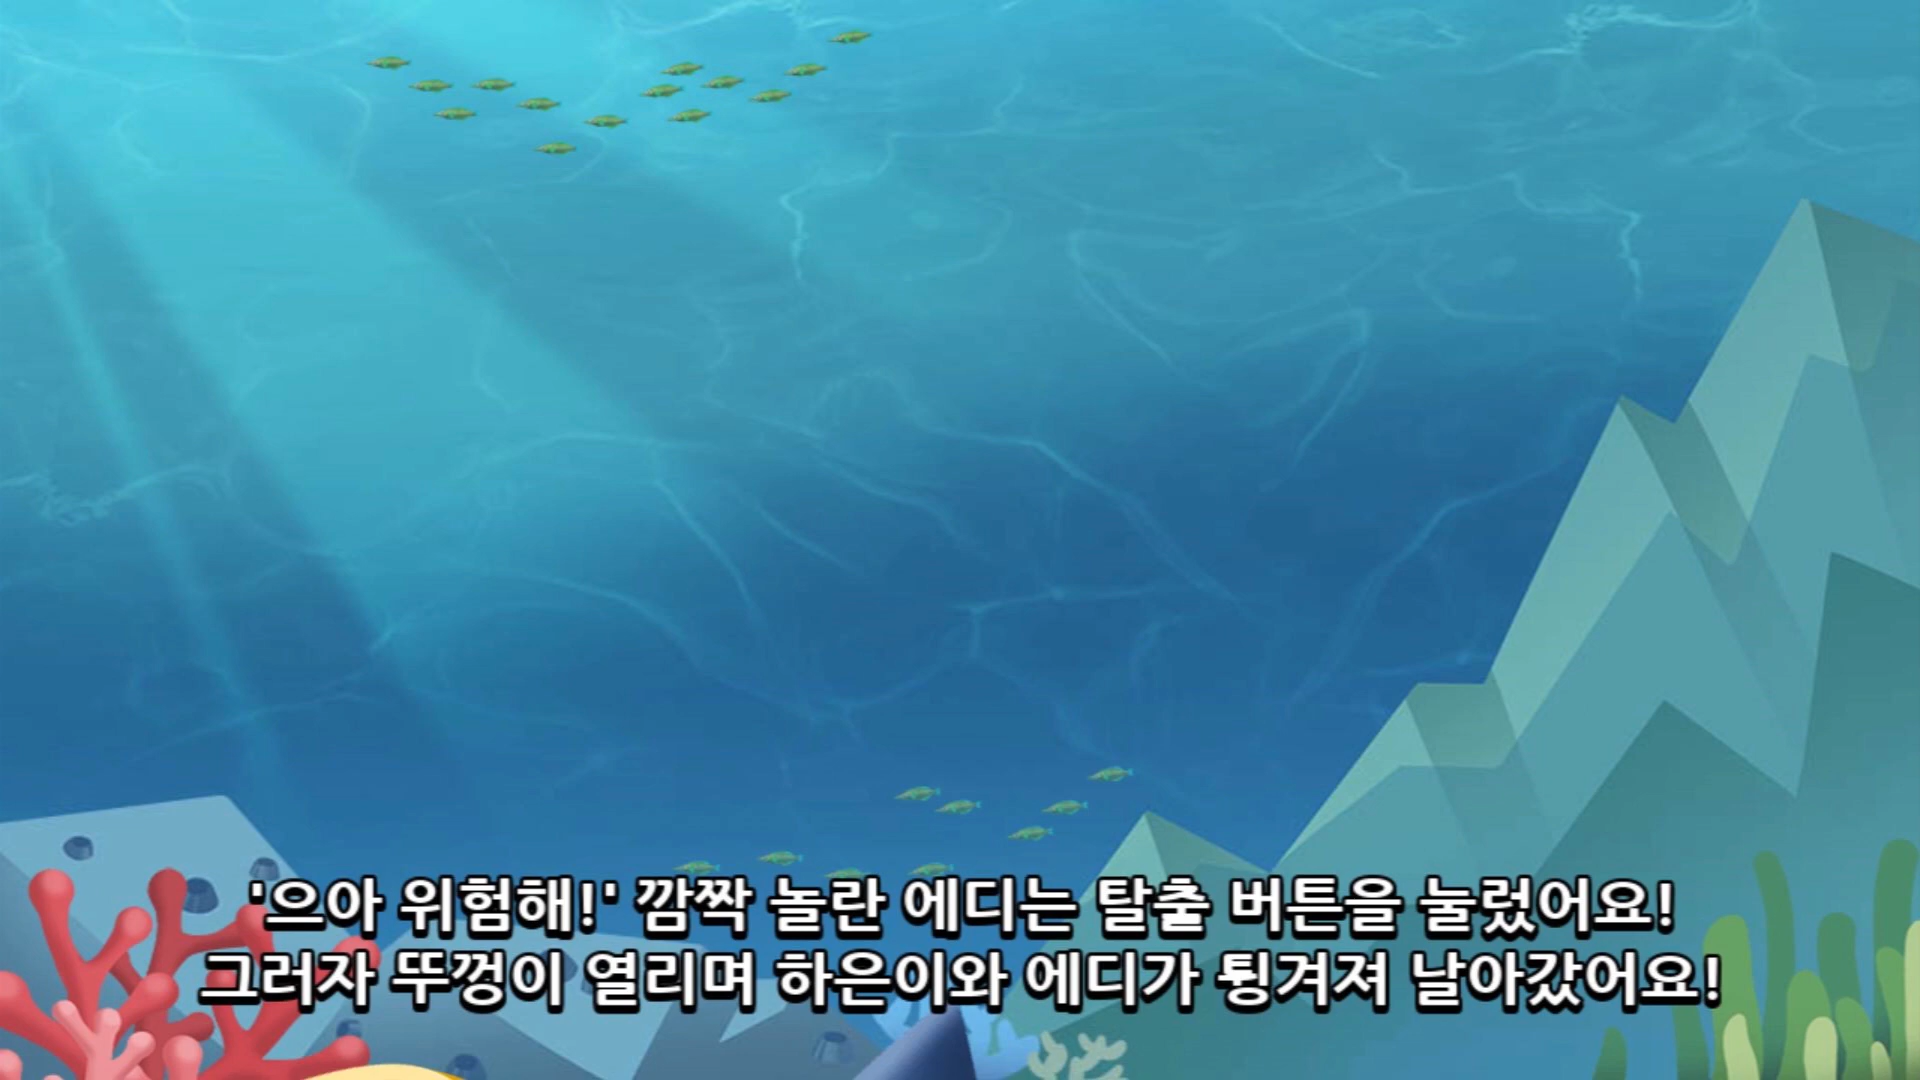 '으아 위험해!' 깜짝 놀란 에디는 탈출 버튼을 눌렀어요!
그러자 뚜껑이 열리며 하은이와 에디가 튕겨져 날아갔어요!